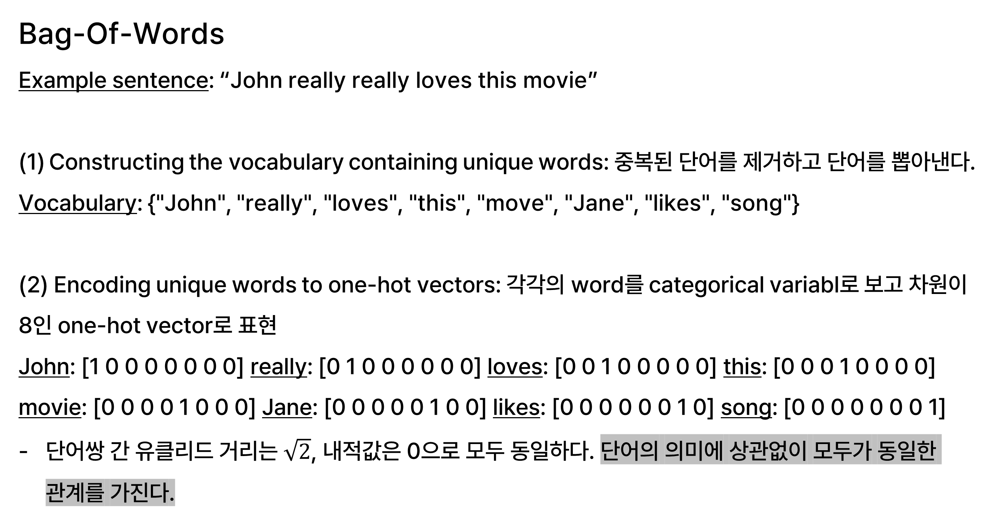 Bag-Of-Words
Example sentence: “John really really loves this movie”
(1) Constructing the vocabulary containing unique words: 중복된 단어를 제거하고 단어를 뽑아낸다.
Vocabulary: {"John", "really", "loves", "this", "move", "Jane", "likes", "song"}
(2) Encoding unique words to one-hot vectors: 각각의 word를 categorical variabl로 보고 차원이
8인 one-hot vector로 표현
John: [1 0 0 0 0 0 0 0] really: [0 1 0 0 0 0 0 0] loves: [0 0 1 0 0 0 0 0] this: [0 0 0 1 0 0 0 0]
movie: [0 0 0 0 1 0 0 0] Jane: [0 0 0 0 0 1 0 0] likes: [0 0 0 0 0 0 1 0] song: [0 0 0 0 0 0 0 1]
- 단어쌍 간 유클리드 거리는 √2, 내적값은 0으로 모두 동일하다. 단어의 의미에 상관없이 모두가 동일한
관계를 가진다.